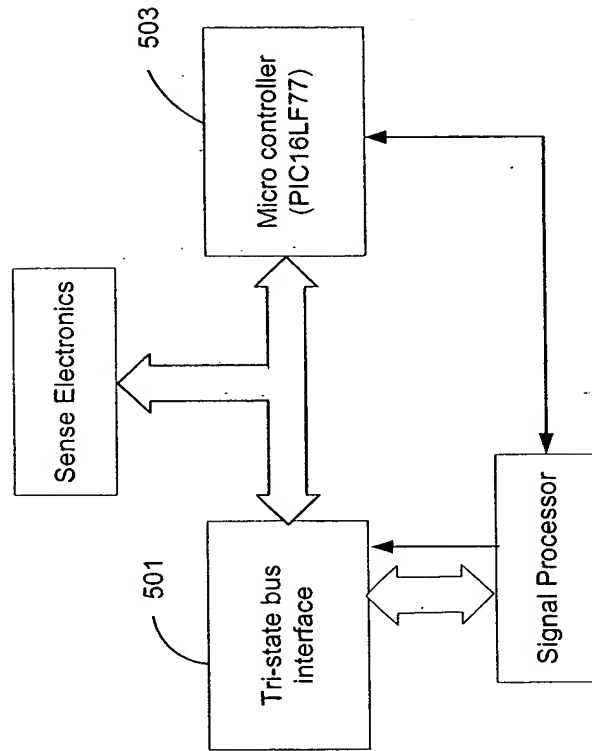 Sense Electronics
501
Tri-state bus
interface
503
Micro controller
(PIC16LF77)
Signal Processor